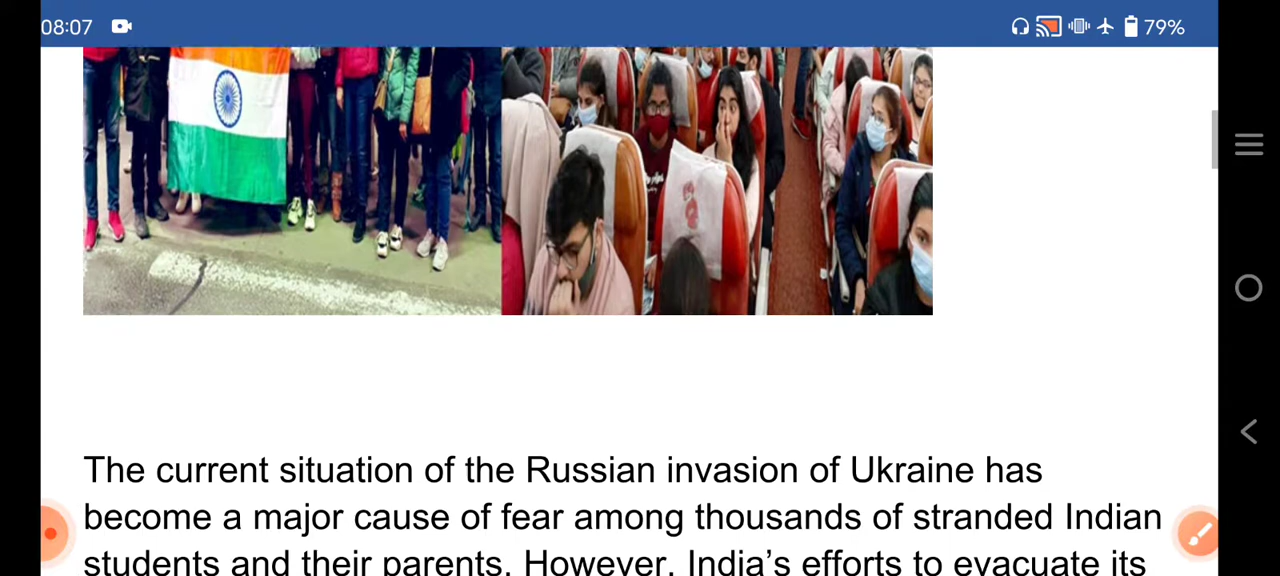 08:07
79%
The current situation of the Russian invasion of Ukraine has
become a major cause of fear among thousands of stranded Indian
students and their parents. However, India’s efforts to evacuate its